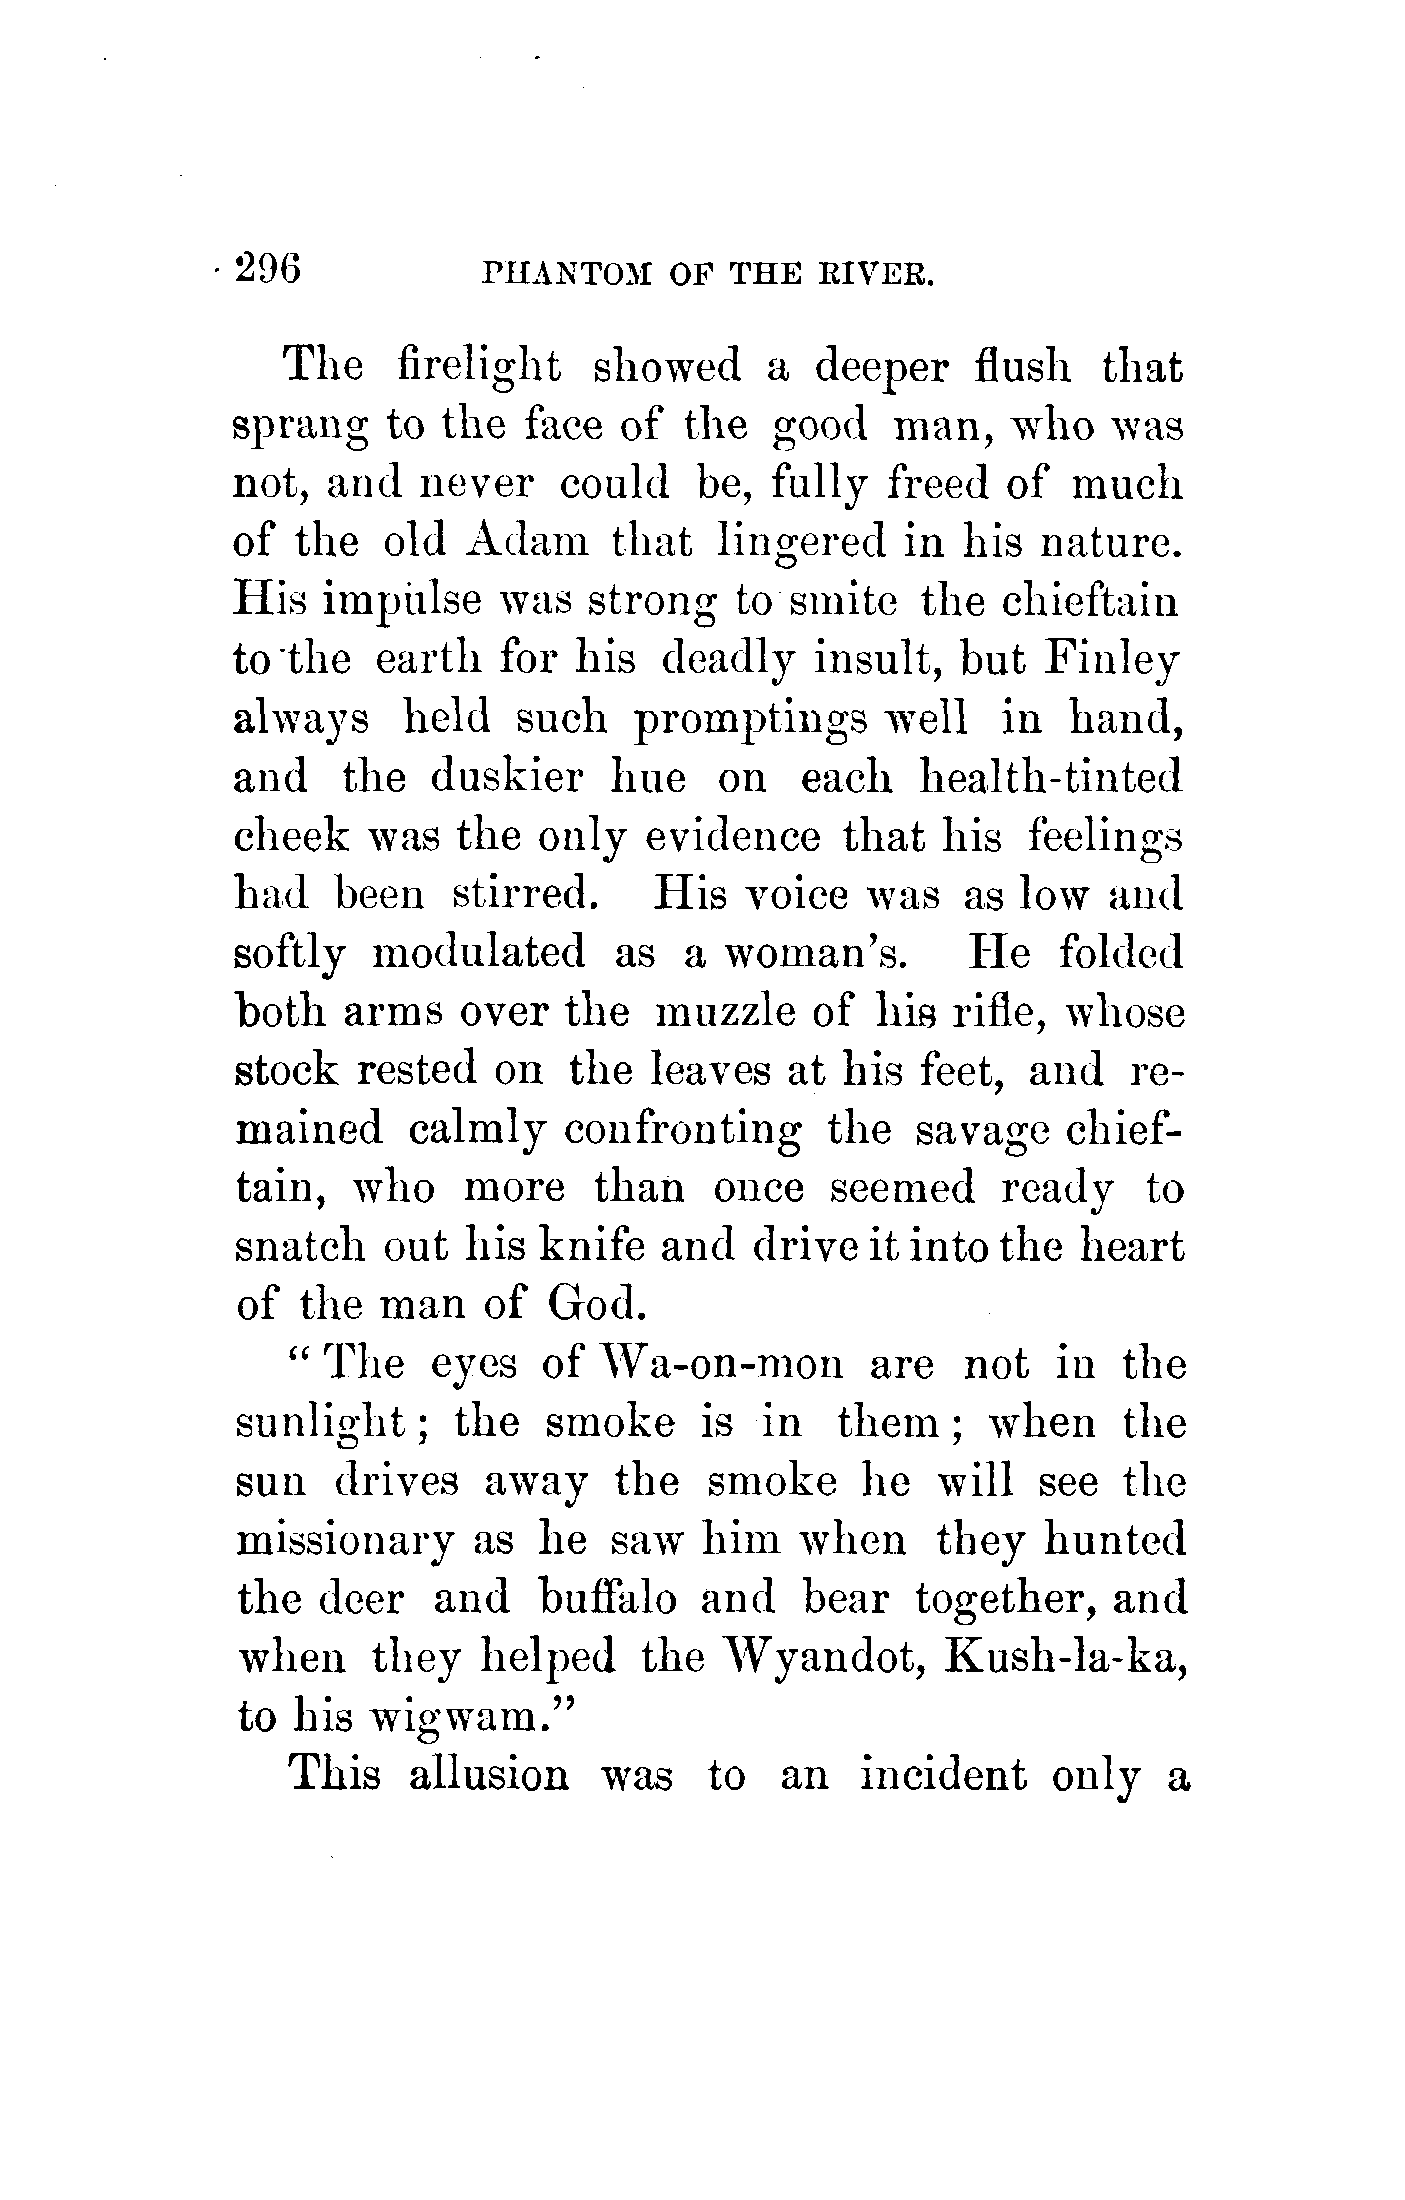 296 PHANTOM OF THE RIVER.
The firelight showed a deeper flush that
sprang to the face of the good man, who was
not, and never could be, fully freed of much
of the old Adam that lingered in his nature.
His impulse was strong to smite the chieftain
to the earth for his deadly insult, but Finley
always held such promptings well in hand,
and the duskier hue on each health-tinted
cheek was the only evidence that his feelings
had been stirred. His voice was as low and
softly modulated as a woman's. He folded
both arms over the muzzle of his rifle, whose
stock rested on the leaves at his feet, and re-
mained calmly confronting the savage chief-
tain, who more than once seemed ready to
snatch out his knife and drive it into the heart
of the man of God.
“ The eyes of Wa-on-mon are not in the
sunlight ; the smoke is in them ; when the
sun drives away the smoke he will see the
missionary as he saw him when they hunted
the deer and buffalo and bear together, and
when they helped the Wyandot, Kush-la-ka,
to his wigwam.”
This allusion was to an incident only a